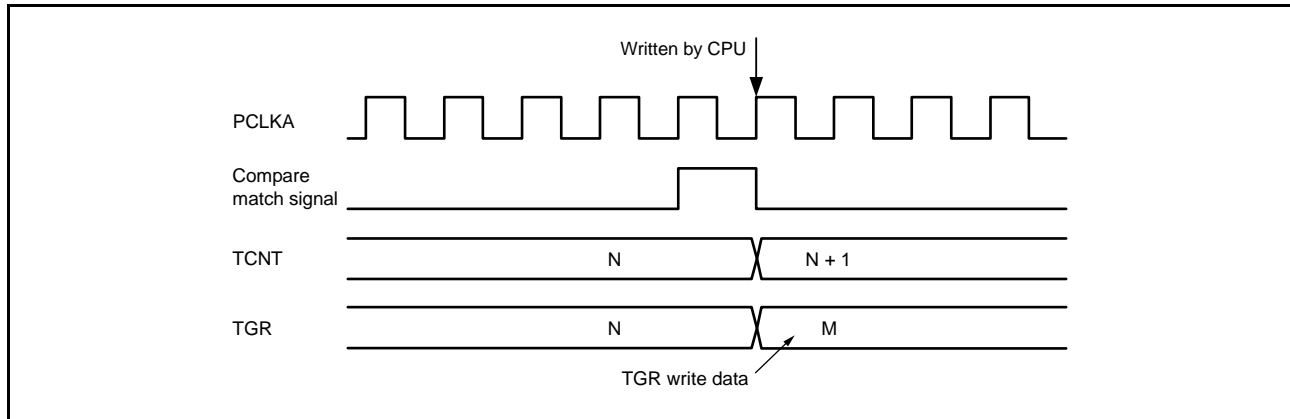 Written by CPU
PCLKA
Compare
match signal
TCNT
N
N + 1
TGR
N
M
TGR write data